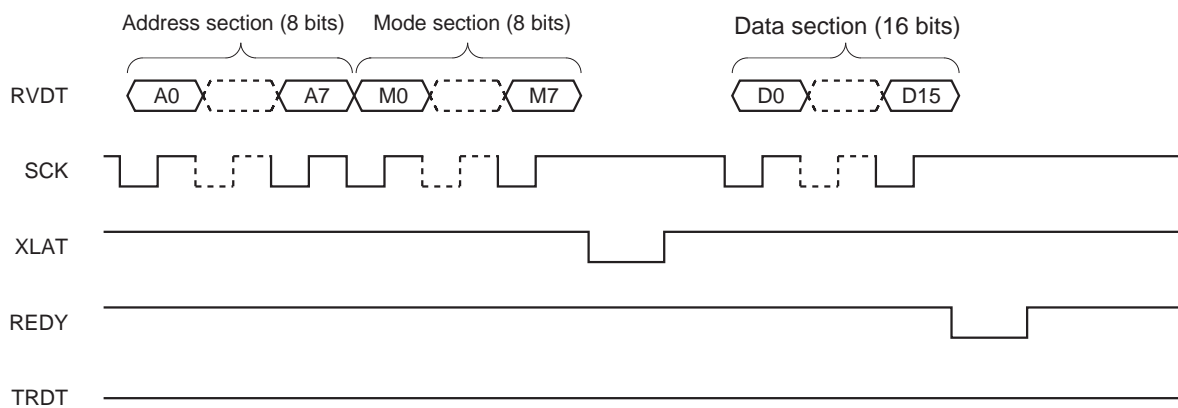 Address section (8 bits) Mode section (8 bits) Data section (16 bits)
RVDT A0 A7 M0 M7 D0 D15
SCK
XLAT
REDY
TRDT